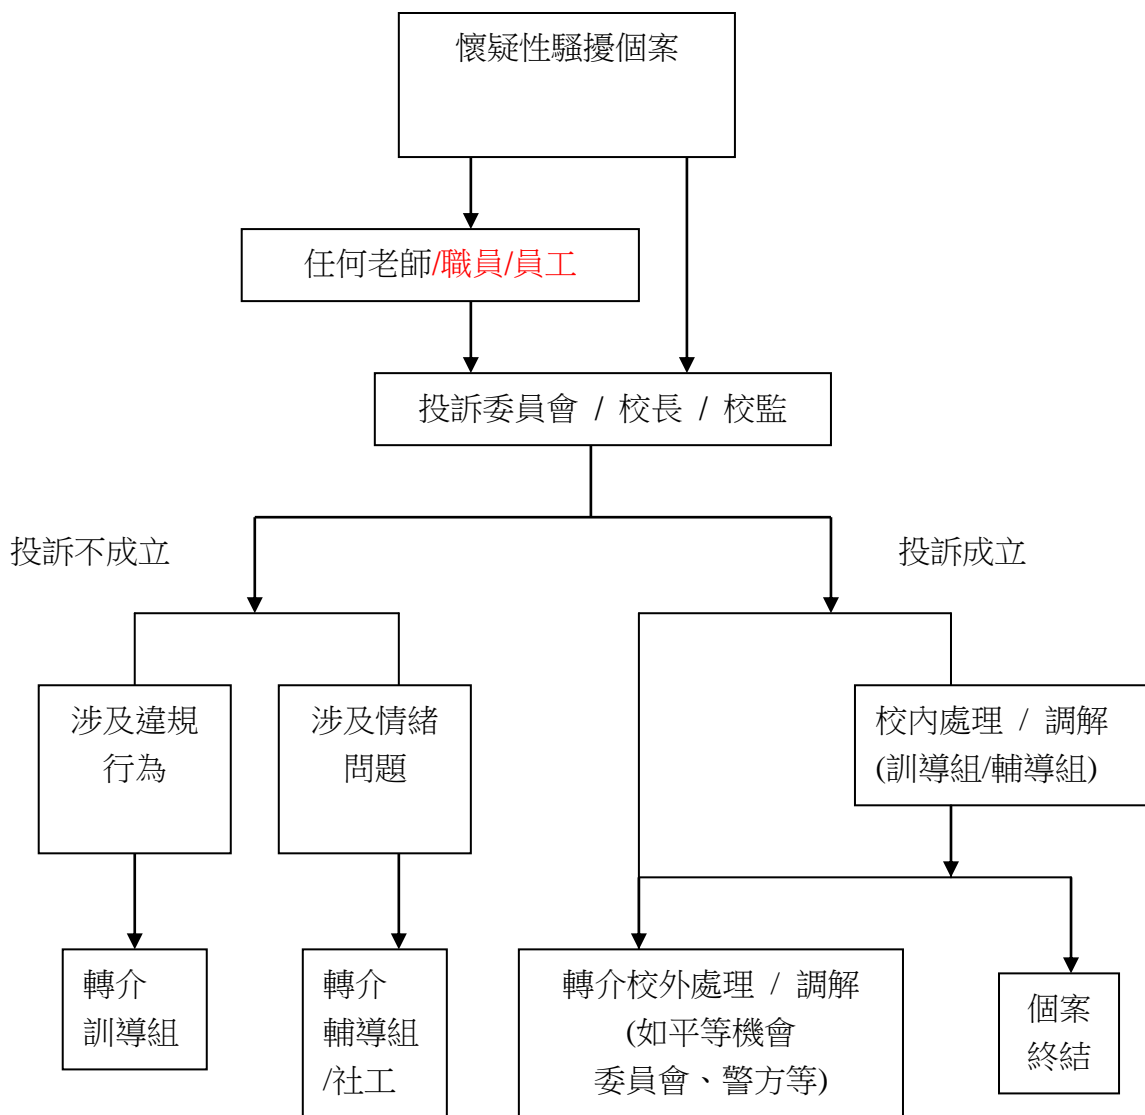 懷疑性騷擾個案
任何老師/職員/員工
投訴委員會 / 校長 / 校監
投訴不成立
投訴成立
涉及違規
行為
涉及情緒
問題
校內處理 / 調解
(訓導組/輔導組)
轉介
訓導組
轉介
輔導組
/社工
轉介校外處理 / 調解
(如平等機會
委員會、警方等)
個案
終結